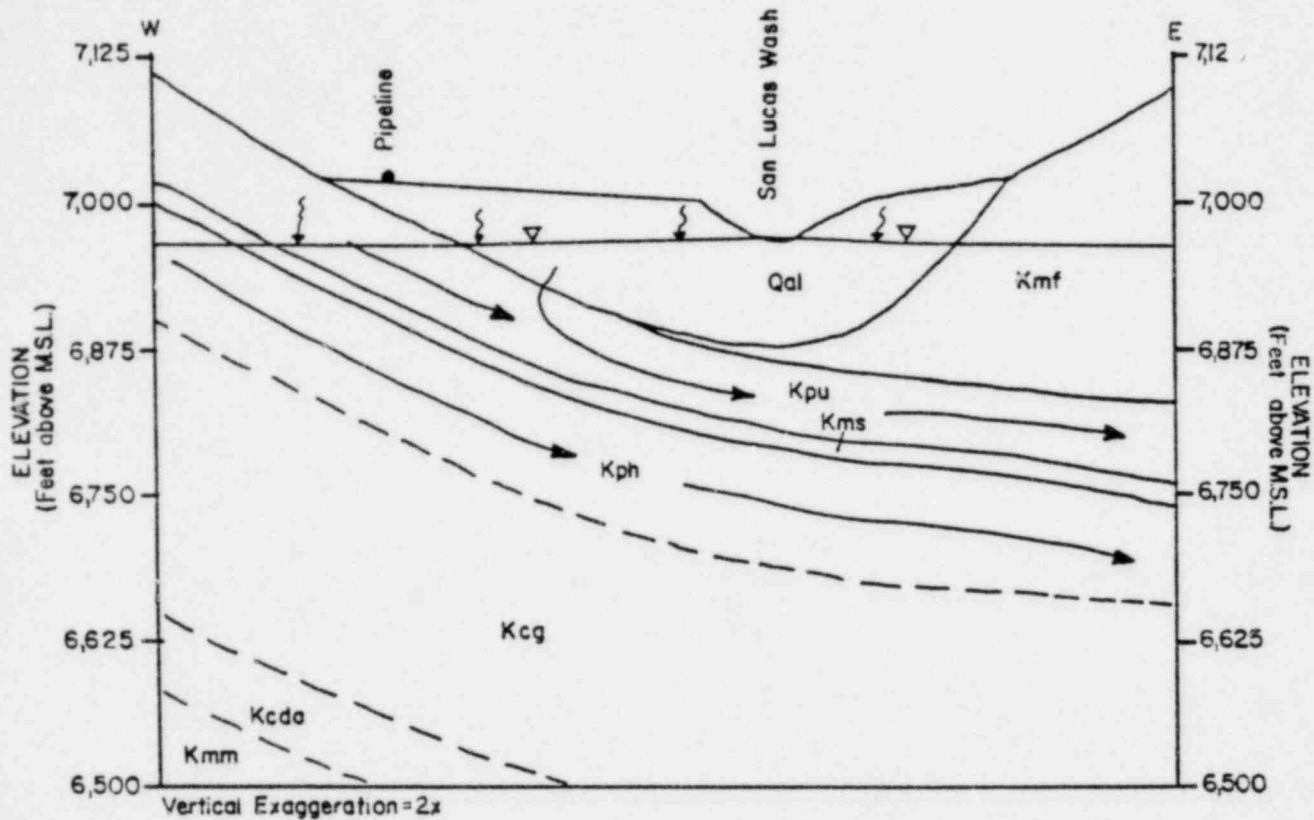 W
E
7,125
7,12
Pipeline
San Lucas Wash
7,000
7,000
Qal
Kmf
6,875
6,875
Kpu
Kms
Kph
6,750
6,750
ELEVATION
(Feet above M.S.L.)
ELEVATION
(Feet above M.S.L.)
Kcg
6,625
6,625
Kcda
Kmm
6,500
6,500
Vertical Exaggeration=2x